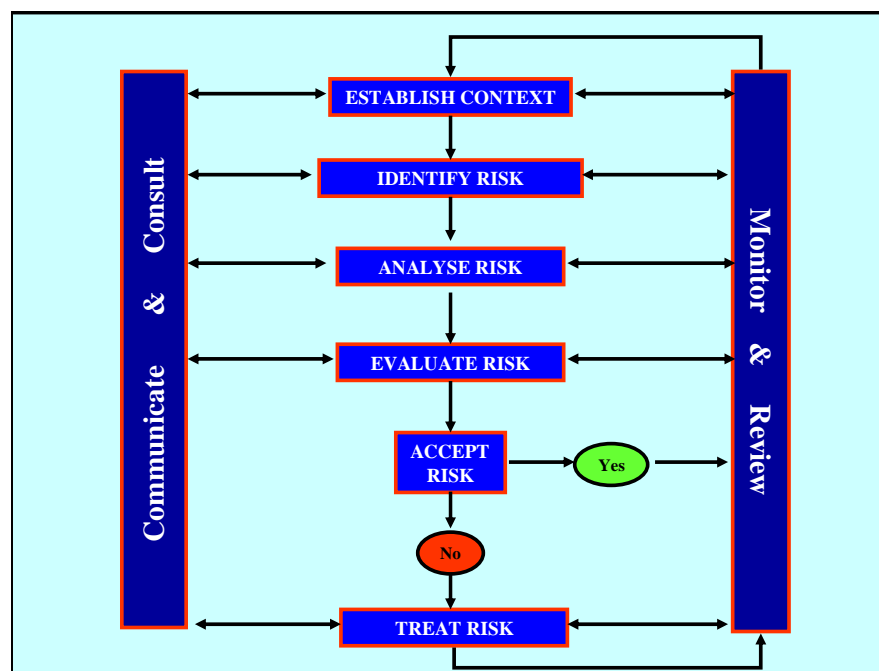 ESTABLISH CONTEXT
IDENTIFY RISK
ANALYSE RISK
EVALUATE RISK
ACCEPT
RISK
Yes
No
TREAT RISK
Communicate & Consult
Monitor & Review